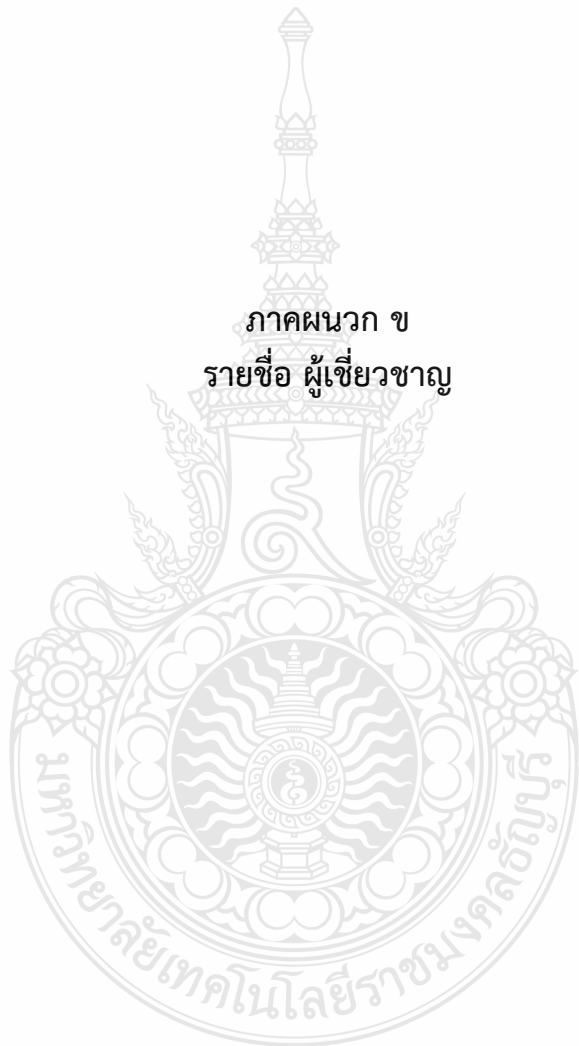 ภาคผนวก ข
รายชื่อ ผู้เชี่ยวชาญ
มหาวิทยาลัยเทคโนโลยีราชมงคลธัญบุรี